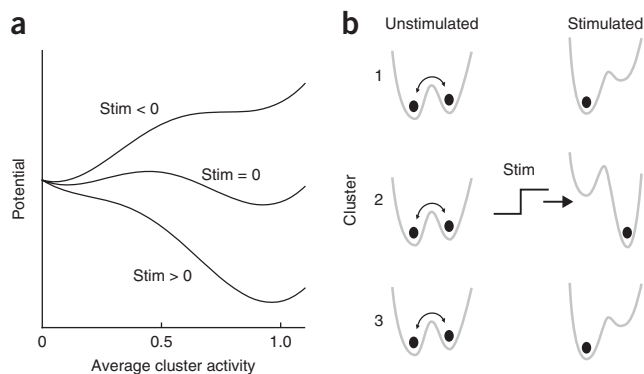 a
Potential
Stim < 0
Stim = 0
Stim > 0
0
0.5
1.0
Average cluster activity
b
Unstimulated
Stimulated
Cluster
1
2
Stim
3